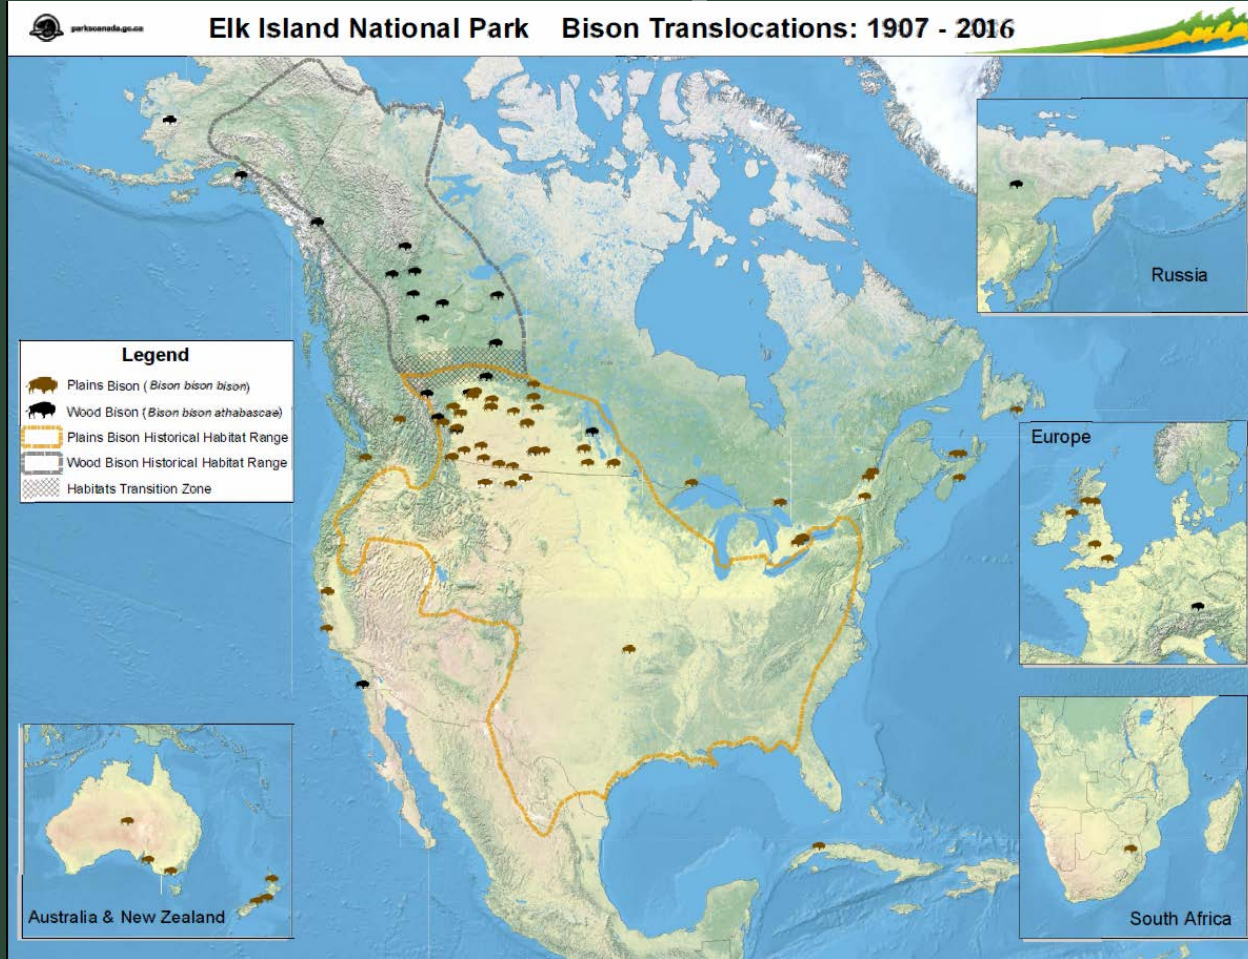 parkscanada.gc.ca
Elk Island National Park Bison Translocations: 1907 - 2016
Russia
Legend
Plains Bison (Bison bison bison)
Wood Bison (Bison bison athabascae)
Plains Bison Historical Habitat Range
Wood Bison Historical Habitat Range
Habitats Transition Zone
Europe
Australia & New Zealand
South Africa